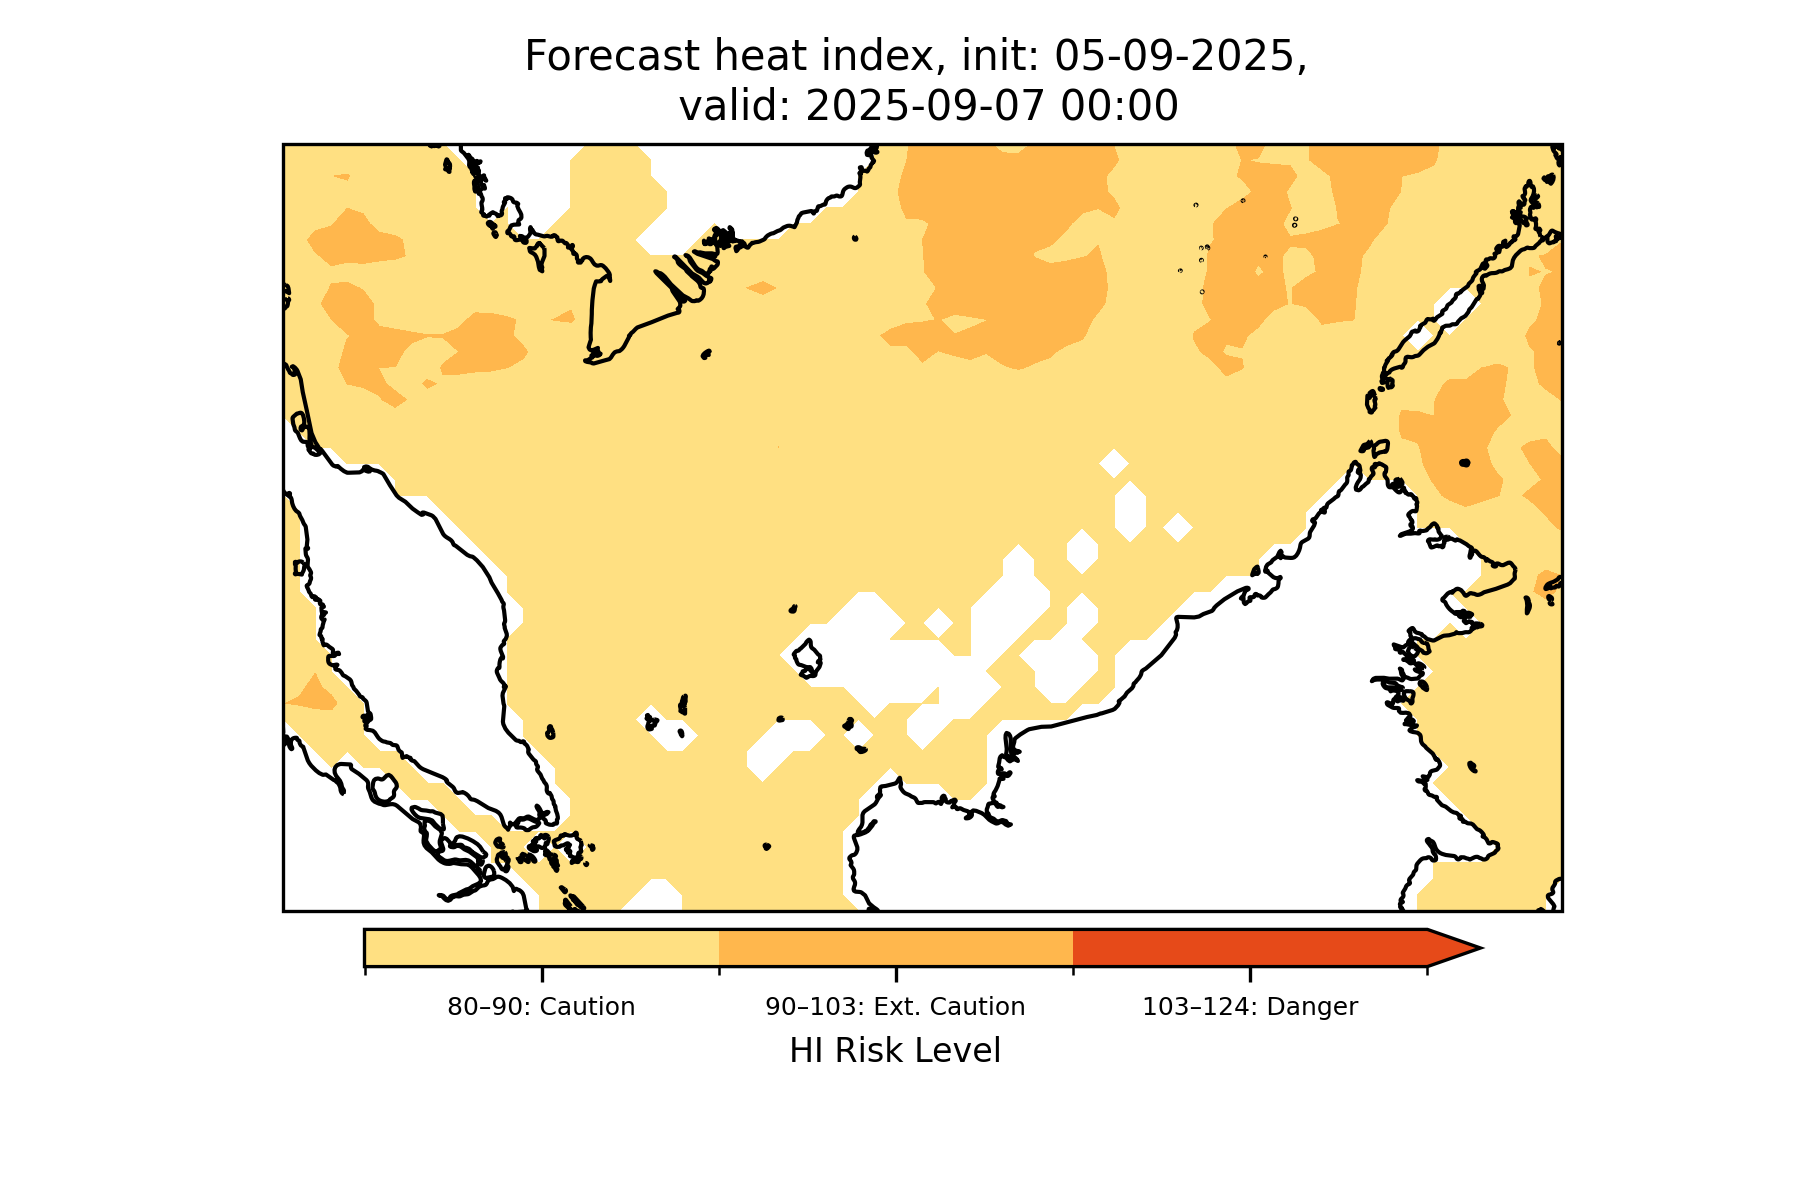 Forecast heat index, init: 05-09-2025,
valid: 2025-09-07 00:00
80–90: Caution
90–103: Ext. Caution
103–124: Danger
HI Risk Level